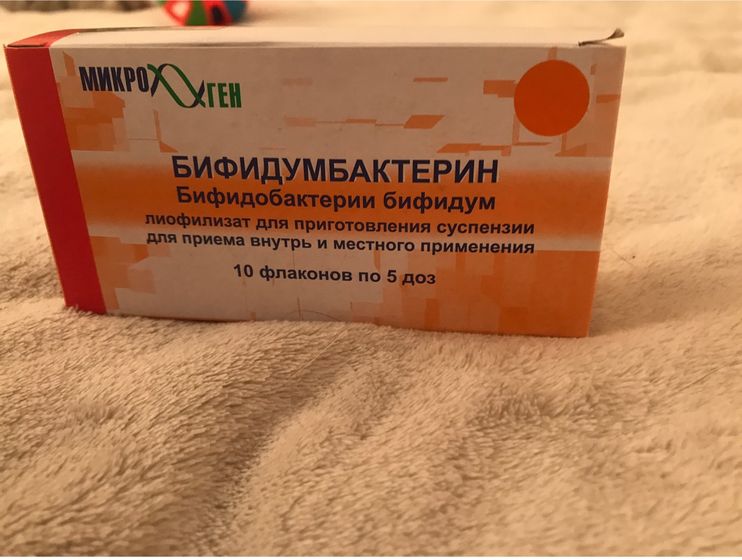 МИКРОГЕН
БИФИДУМБАКТЕРИН
Бифидобактерии бифидум
лиофилизат для приготовления суспензии
для приема внутрь и местного применения
10 флаконов по 5 доз